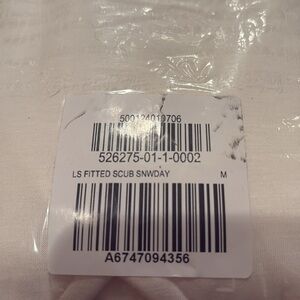 500124010706
526275-01-1-0002
LS FITTED SCUB SNWDAY M
A6747094356